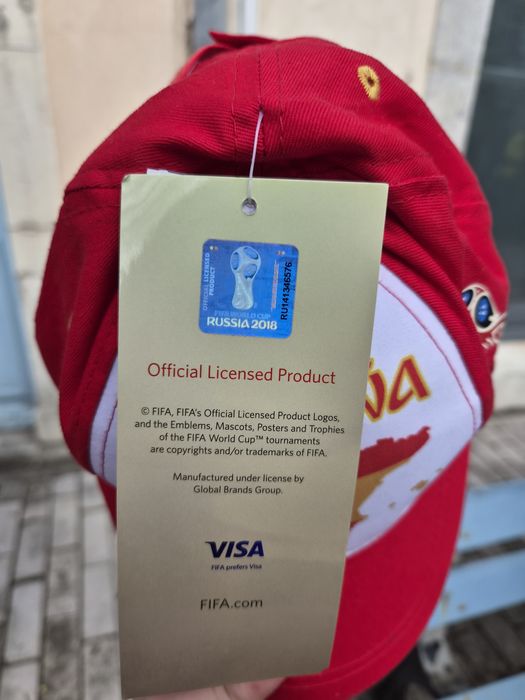 OFFICIAL LICENSED
PRODUCT
FIFA WORLD CUP
RUSSIA 2018
RU141346576
Official Licensed Product
© FIFA, FIFA's Official Licensed Product Logos,
and the Emblems, Mascots, Posters and Trophies
of the FIFA World Cup™ tournaments
are copyrights and/or trademarks of FIFA.
Manufactured under license by
Global Brands Group.
VISA
FIFA prefers Visa
FIFA.com